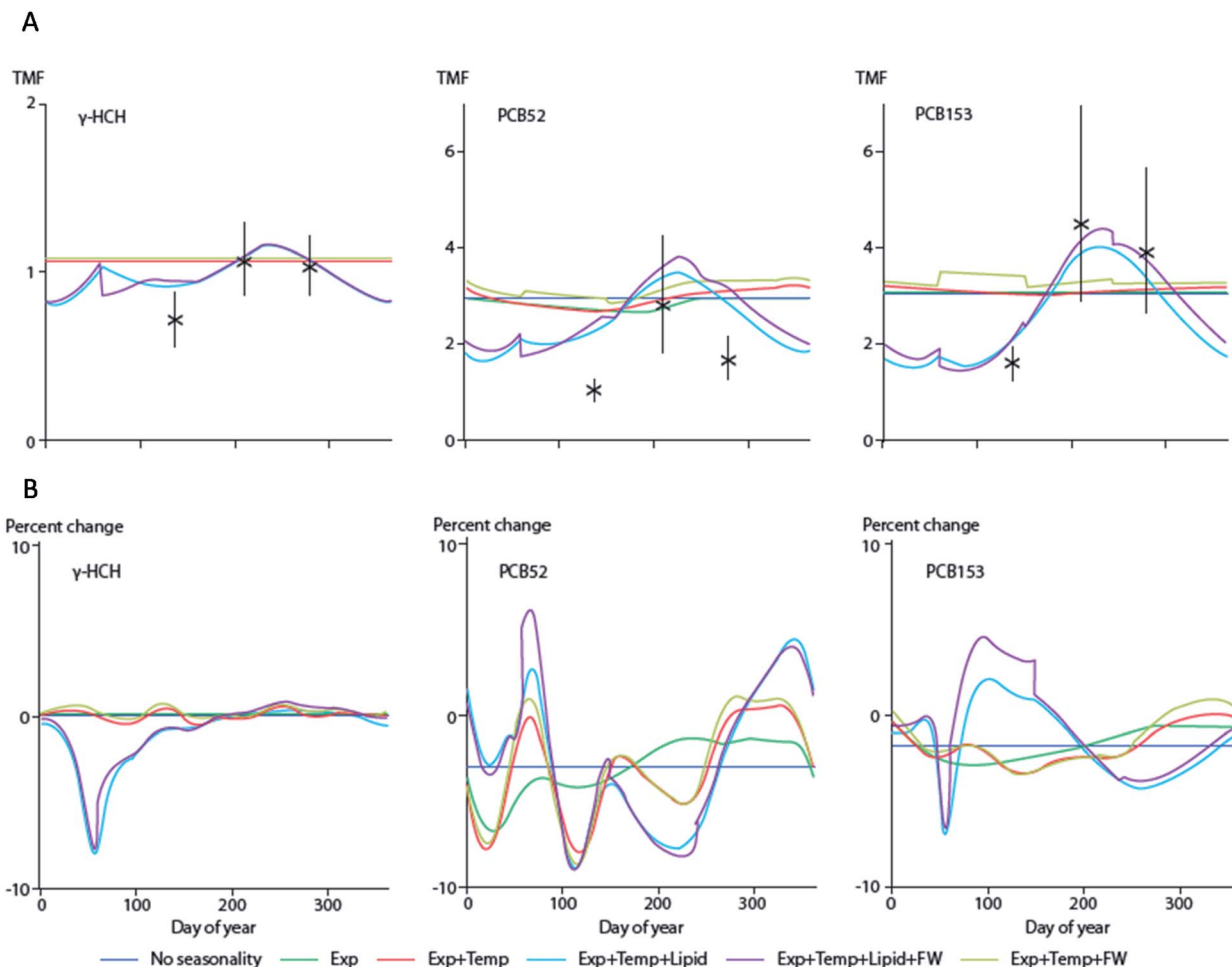 A
TMF
TMF
TMF
γ-HCH
PCB52
PCB153
2
1
0
6
4
2
0
6
4
2
0
B
Percent change
Percent change
Percent change
γ-HCH
PCB52
PCB153
10
0
-10
10
0
-10
10
0
-10
0 100 200 300
0 100 200 300
0 100 200 300
Day of year
Day of year
Day of year
No seasonality Exp Exp+Temp Exp+Temp+Lipid Exp+Temp+Lipid+FW Exp+Temp+FW